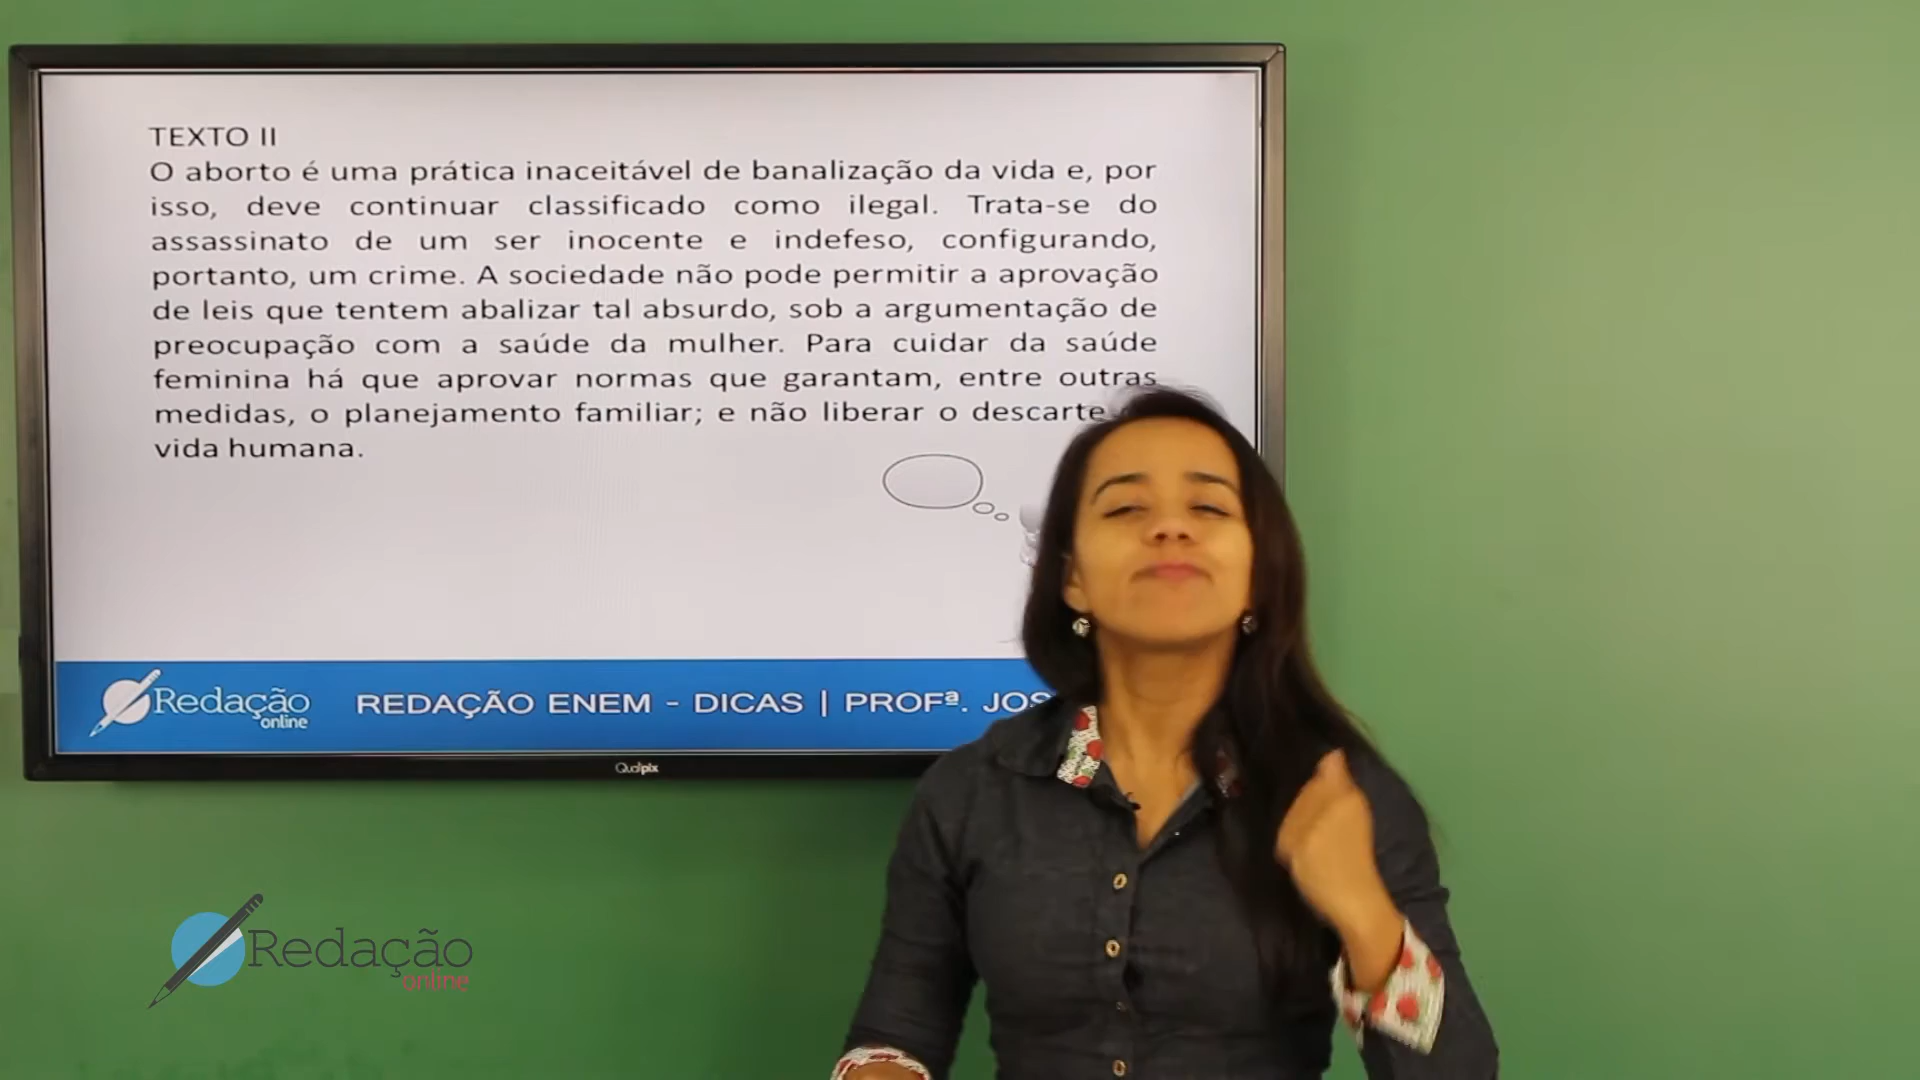 TEXTO II
O aborto é uma prática inaceitável de banalização da vida e, por
isso, deve continuar classificado como ilegal. Trata-se do
assassinato de um ser inocente e indefeso, configurando,
portanto, um crime. A sociedade não pode permitir a aprovação
de leis que tentem abalizar tal absurdo, sob a argumentação de
preocupação com a saúde da mulher. Para cuidar da saúde
feminina há que aprovar normas que garantam, entre outras
medidas, o planejamento familiar; e não liberar o descarte
vida humana.
Redação
online
REDAÇÃO ENEM - DICAS | PROFª.
Qualpix
Redação
online